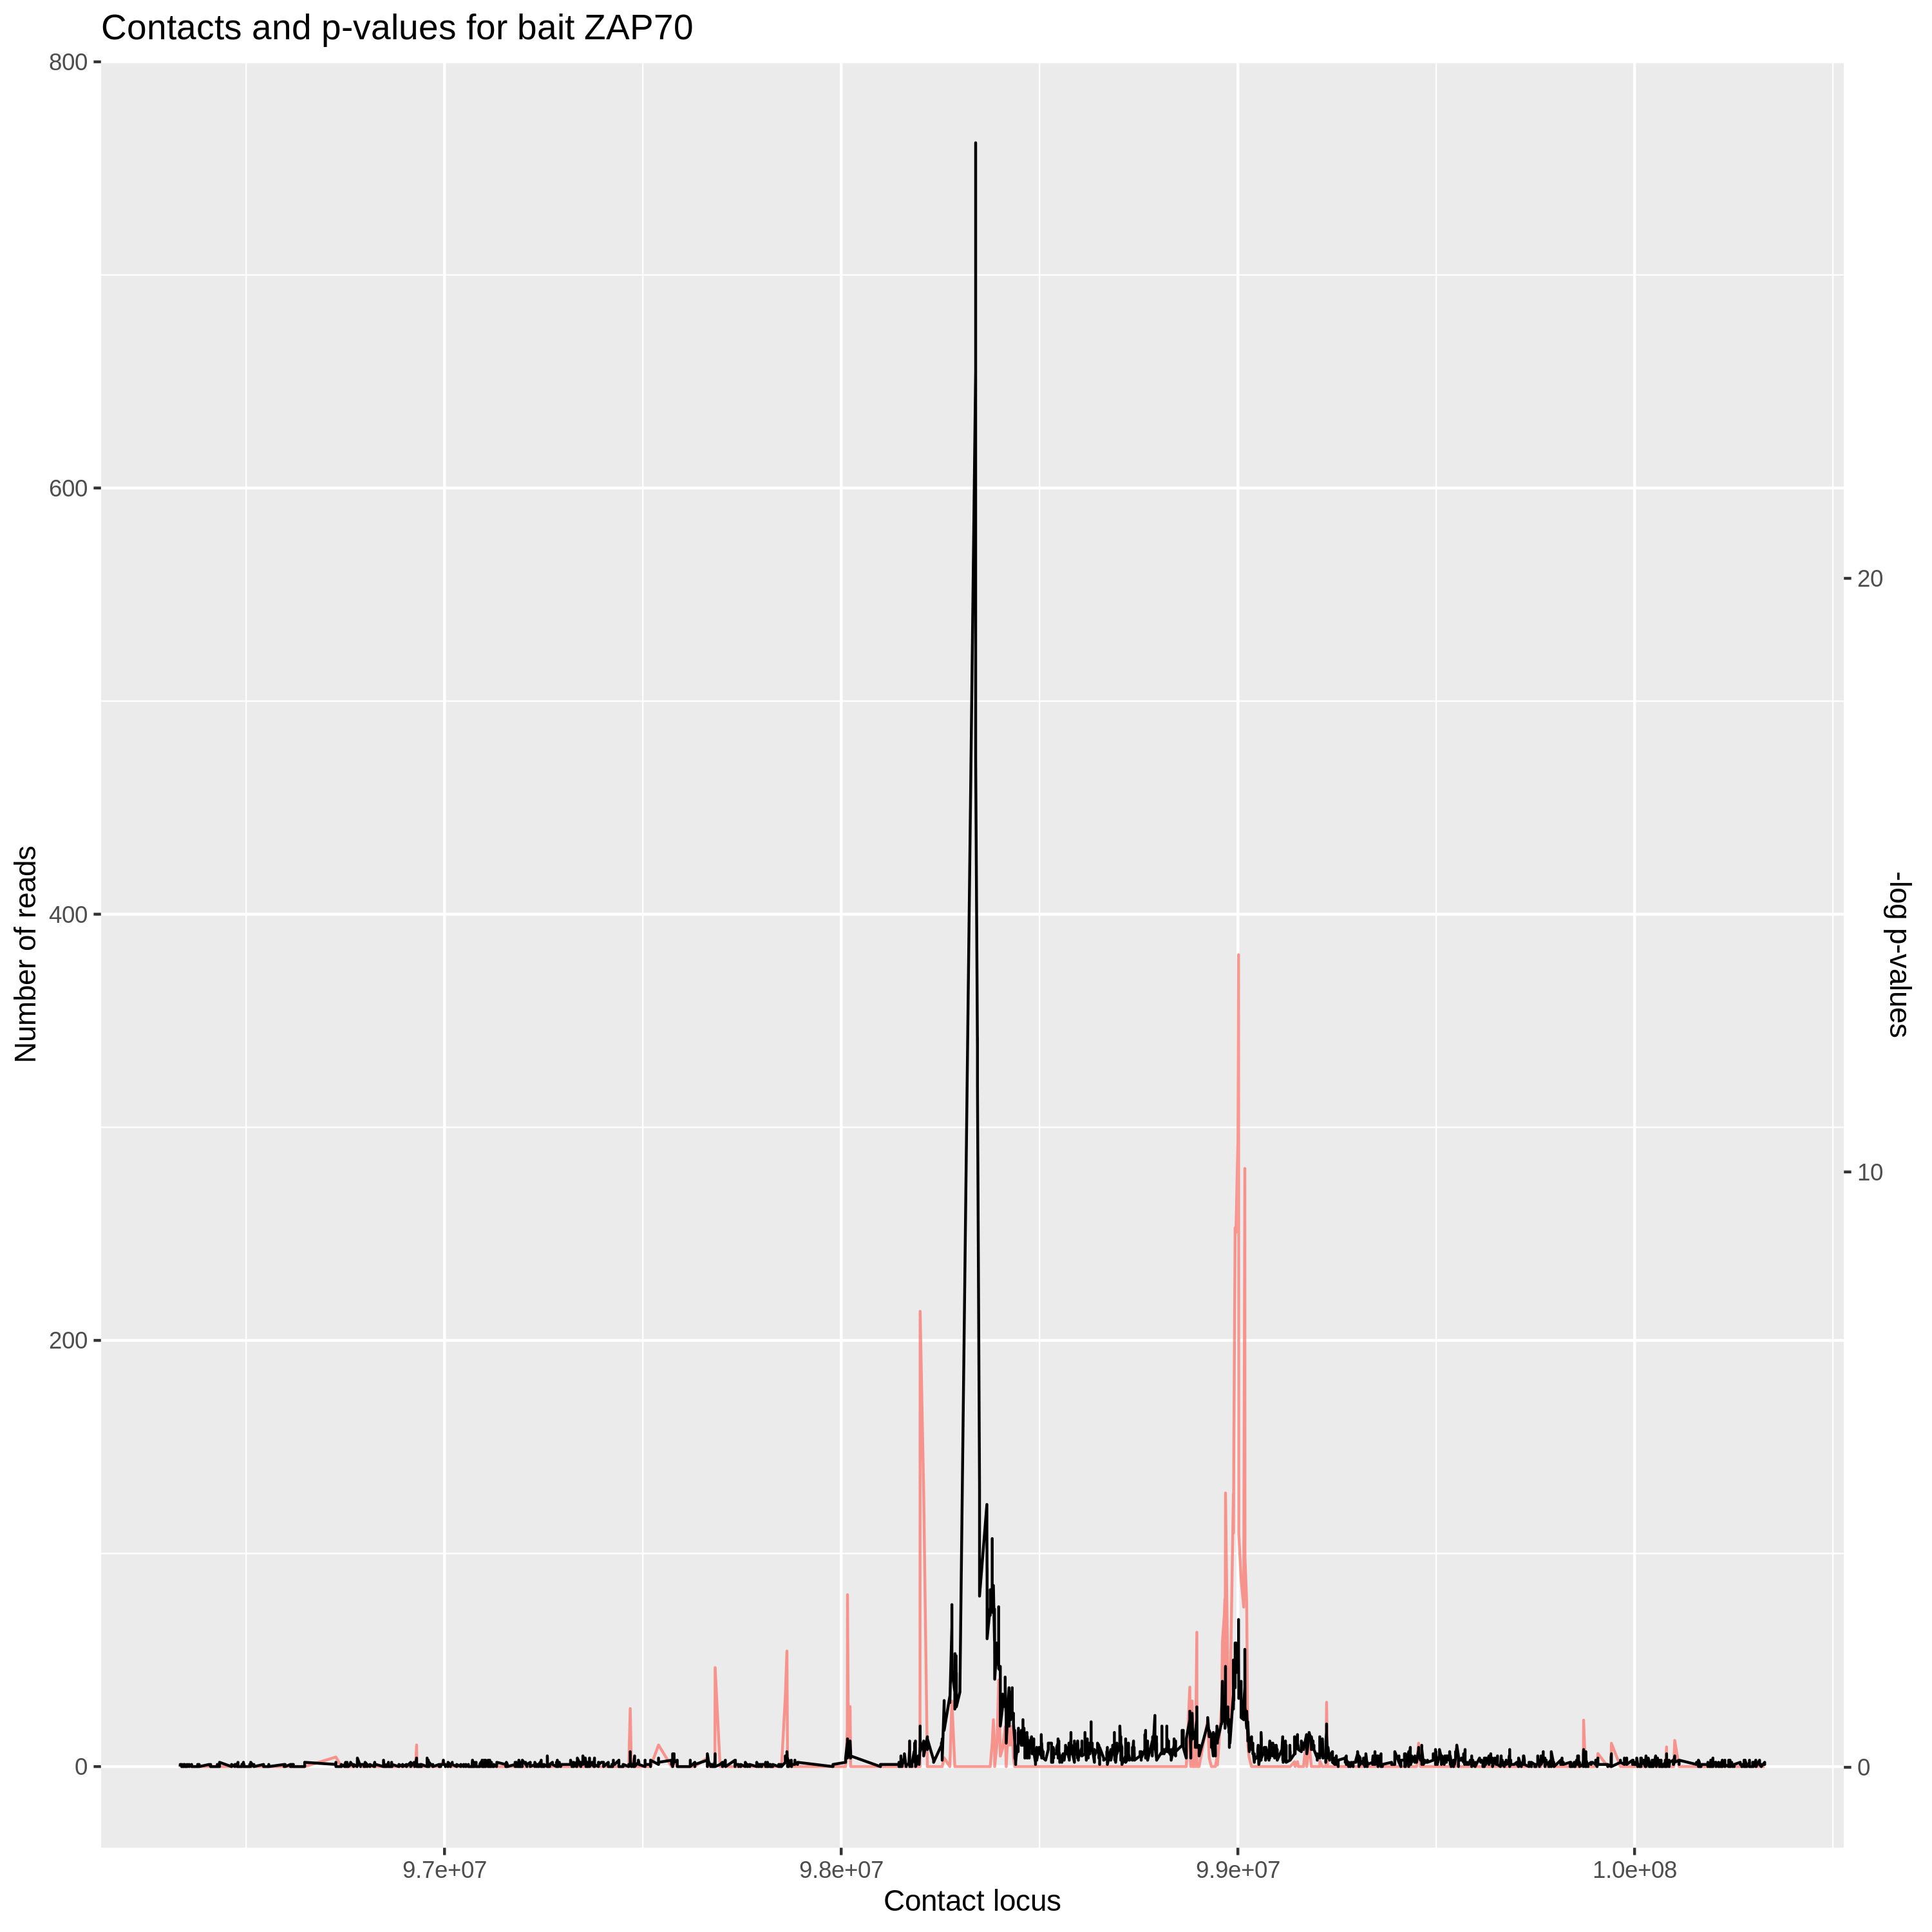 Contacts and p-values for bait ZAP70
800
600
400
200
0
Number of reads
20
10
0
-log p-values
9.7e+07
9.8e+07
9.9e+07
1.0e+08
Contact locus